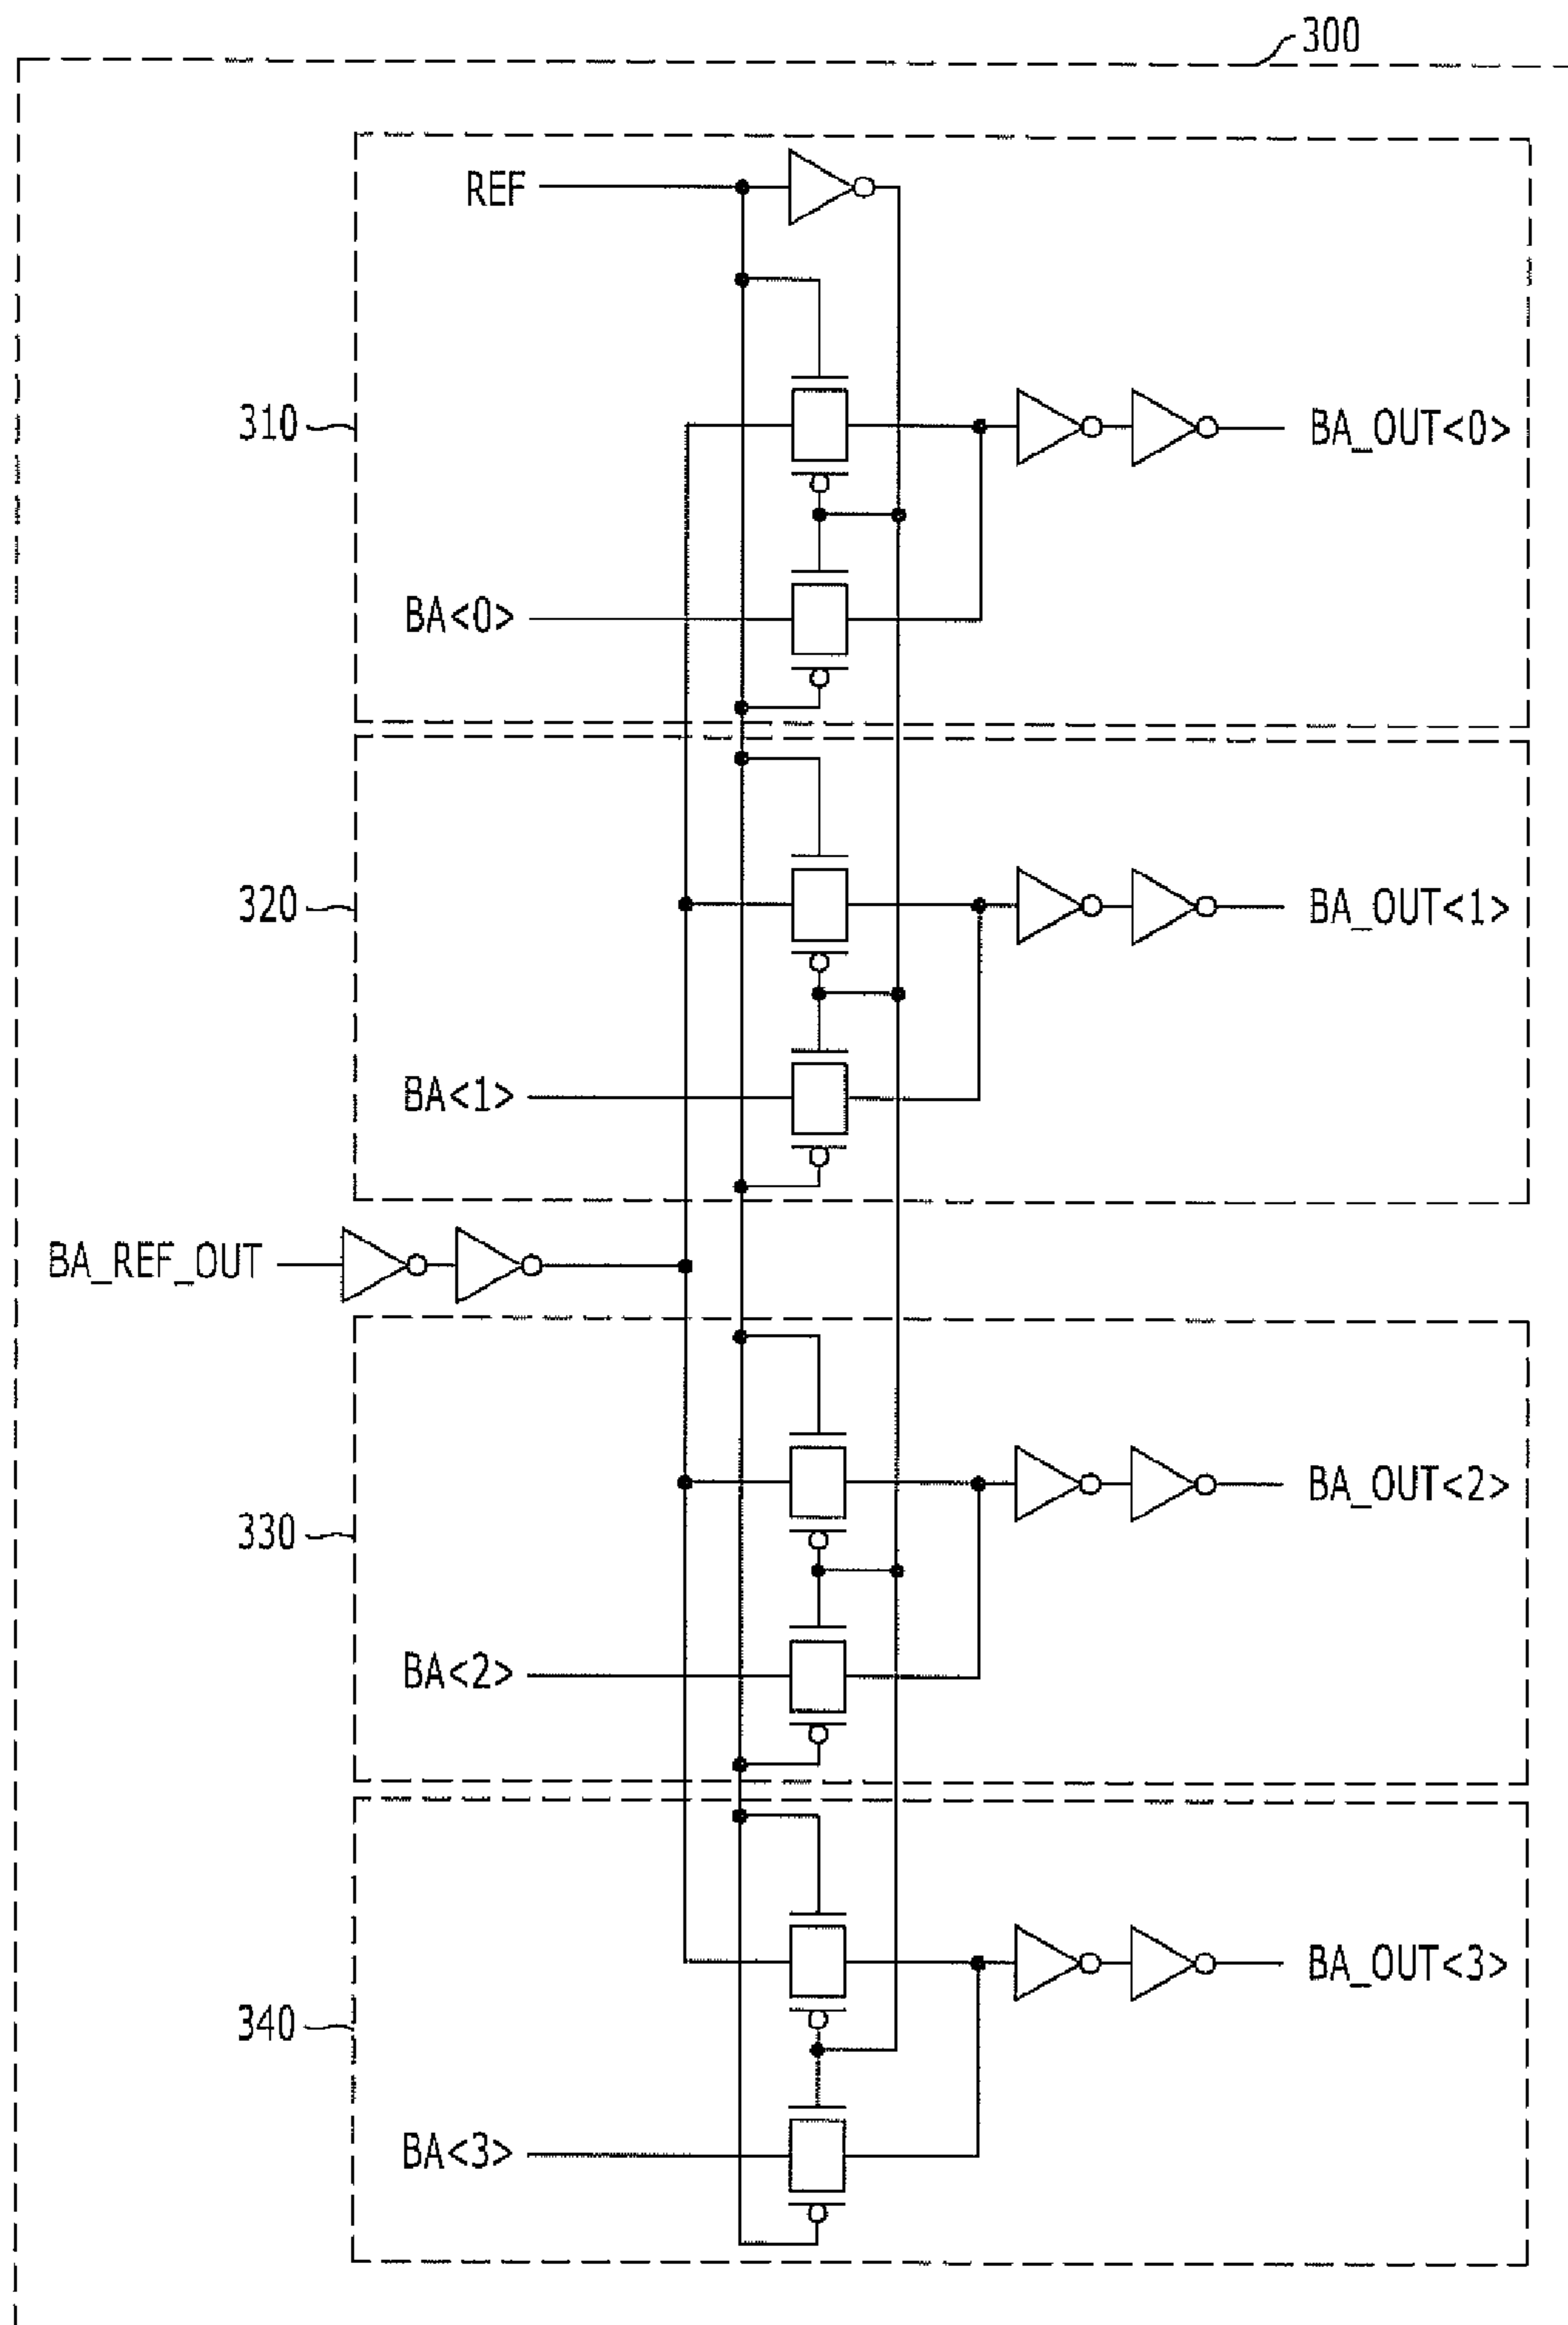 300
REF
310
BA_OUT<0>
BA<0>
320
BA_OUT<1>
BA<1>
BA_REF_OUT
BA_OUT<2>
330
BA<2>
BA_OUT<3>
340
BA<3>